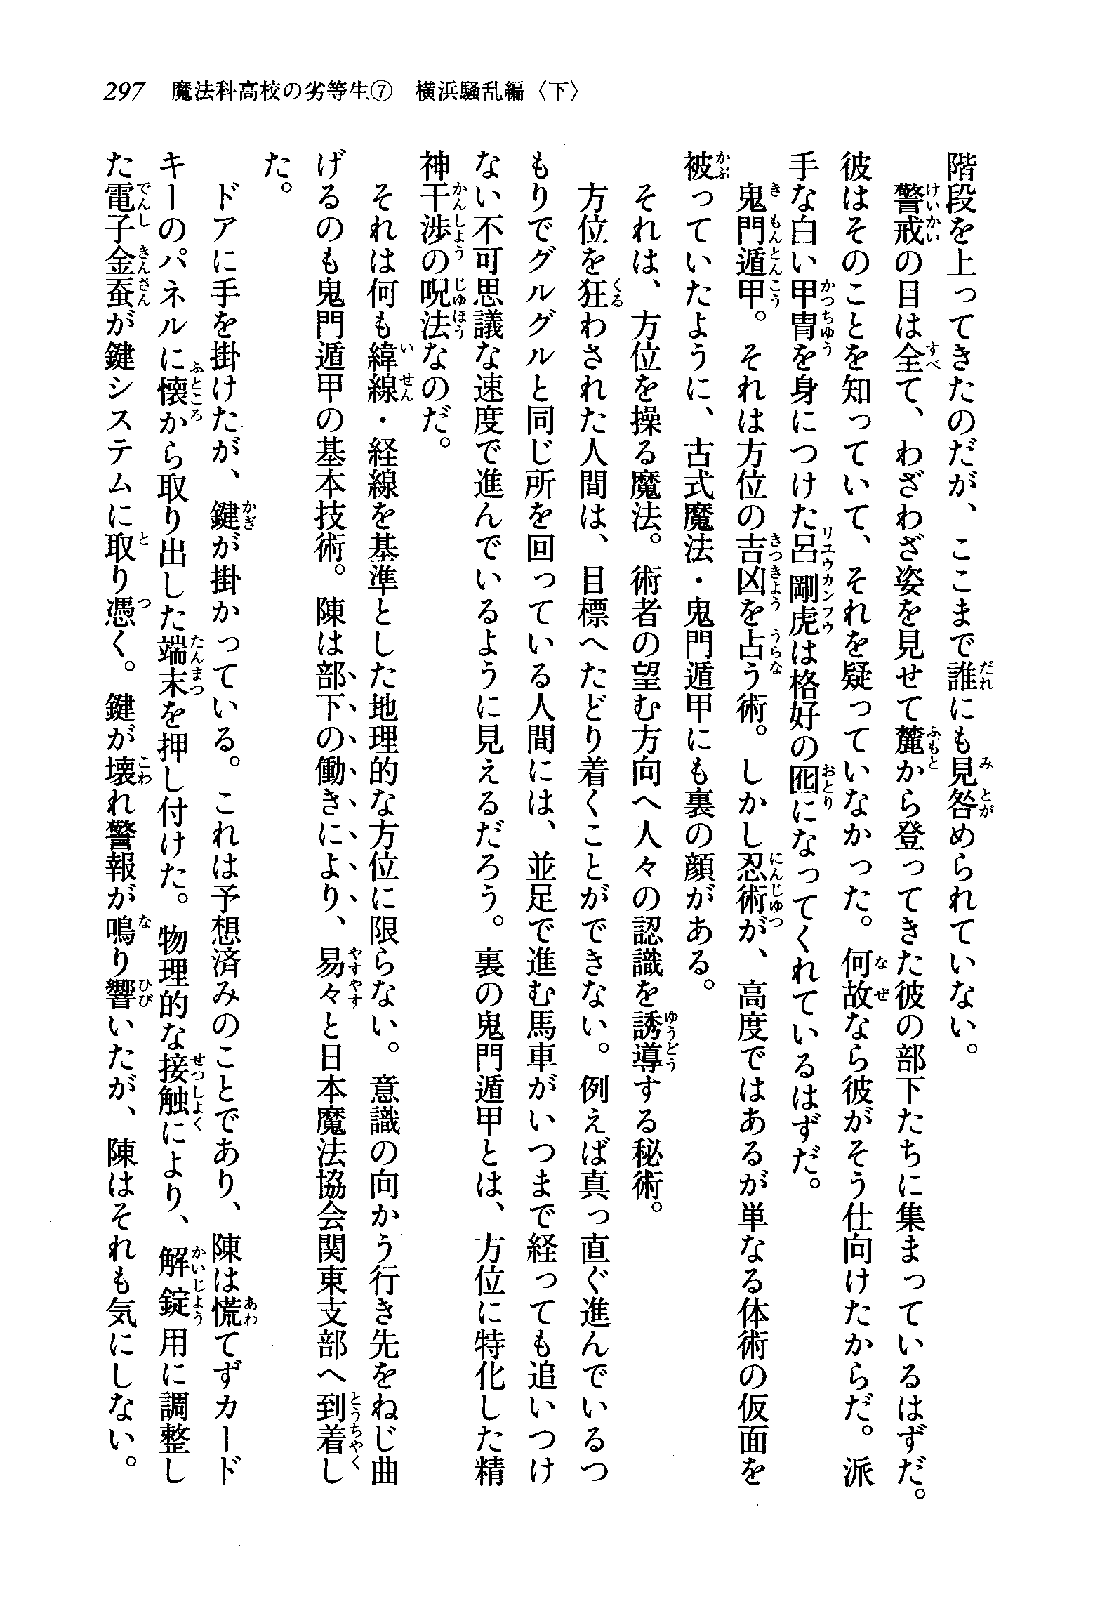 297　魔法科高校の劣等生⑦　横浜騒乱編〈下〉
階段を上ってきたのだが、ここまで誰にも見咎められていない。
　警戒の目は全て、わざわざ姿を見せて麓から登ってきた彼の部下たちに集まっているはずだ。
彼はそのことを知っていて、それを疑っていなかった。何故なら彼がそう仕向けたからだ。派
手な白い甲冑を身につけた呂剛虎は格好の囮になってくれているはずだ。
　鬼門遁甲。それは方位の吉凶を占う術。しかし忍術が、高度ではあるが単なる体術の仮面を
被っていたように、古式魔法・鬼門遁甲にも裏の顔がある。
　それは、方位を操る魔法。術者の望む方向へ人々の認識を誘導する秘術。
　方位を狂わされた人間は、目標へたどり着くことができない。例えば真っ直ぐ進んでいるつ
もりでグルグルと同じ所を回っている人間には、並足で進む馬車がいつまで経っても追いつけ
ない不可思議な速度で進んでいるように見えるだろう。裏の鬼門遁甲とは、方位に特化した精
神干渉の呪法なのだ。
　それは何も緯線・経線を基準とした地理的な方位に限らない。意識の向かう行き先をねじ曲
げるのも鬼門遁甲の基本技術。陳は部下の働きにより、易々と日本魔法協会関東支部へ到着し
た。
　ドアに手を掛けたが、鍵が掛かっている。これは予想済みのことであり、陳は慌てずカード
キーのパネルに懐から取り出した端末を押し付けた。物理的な接触により、解錠用に調整し
た電子金蚕が鍵システムに取り憑く。鍵が壊れ警報が鳴り響いたが、陳はそれも気にしない。